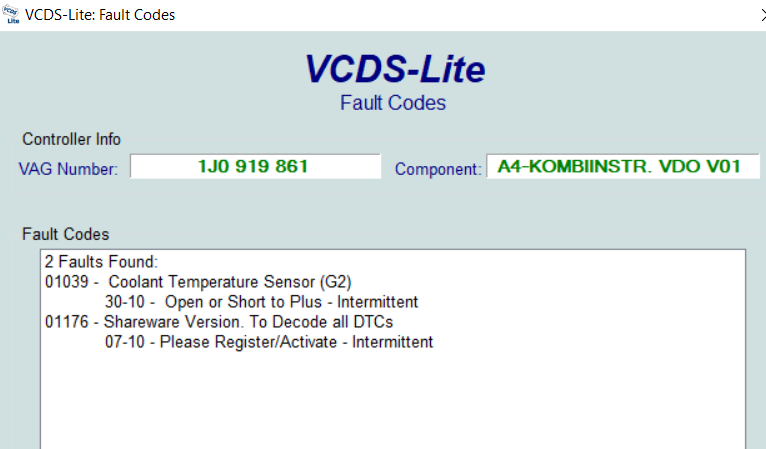 VCDS-Lite: Fault Codes
VCDS-Lite
Fault Codes
Controller Info
VAG Number: 1J0 919 861 Component: A4-KOMBIINSTR. VDO V01
Fault Codes
2 Faults Found:
01039 - Coolant Temperature Sensor (G2)
30-10 - Open or Short to Plus - Intermittent
01176 - Shareware Version. To Decode all DTCs
07-10 - Please Register/Activate - Intermittent